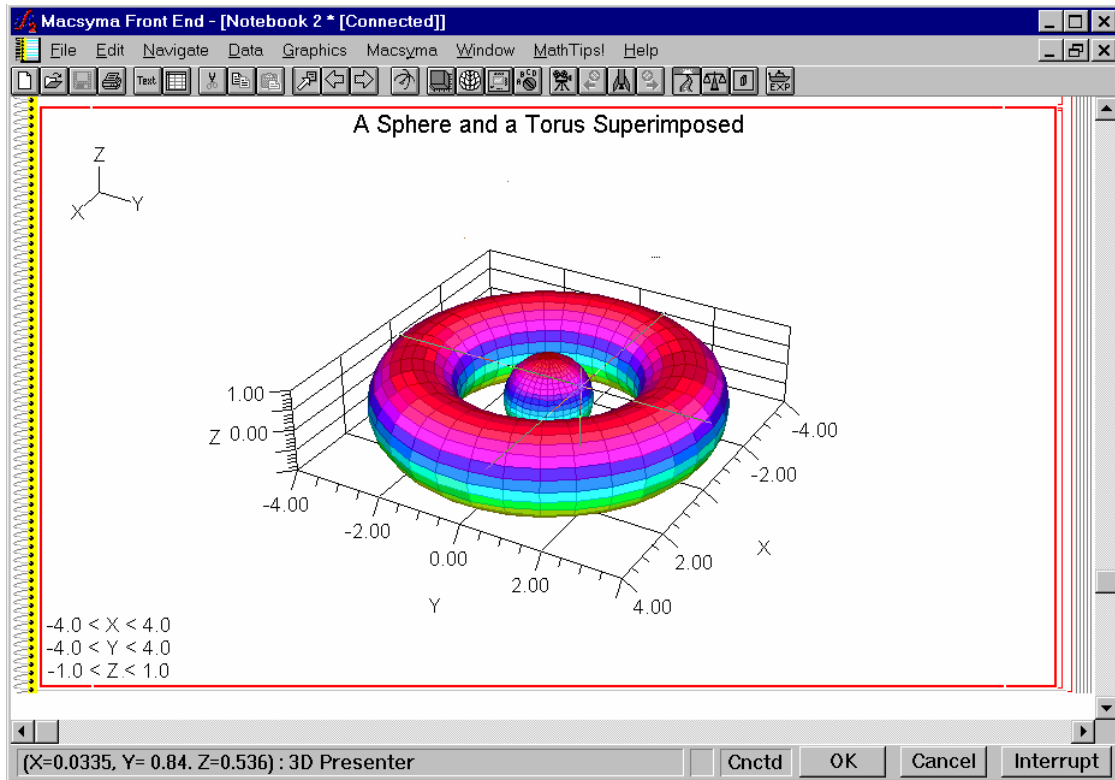 Macsyma Front End - [Notebook 2 * [Connected]]
File Edit Navigate Data Graphics Macsyma Window MathTips! Help
Text
EXP
A Sphere and a Torus Superimposed
Z
X
Y
1.00
Z 0.00
-4.00
-4.00
-2.00
-2.00
0.00
X
2.00
2.00
Y
4.00
-4.0 < X < 4.0
-4.0 < Y < 4.0
-1.0 < Z < 1.0
(X=0.0335, Y= 0.84. Z=0.536) : 3D Presenter
Cnctd OK Cancel Interrupt